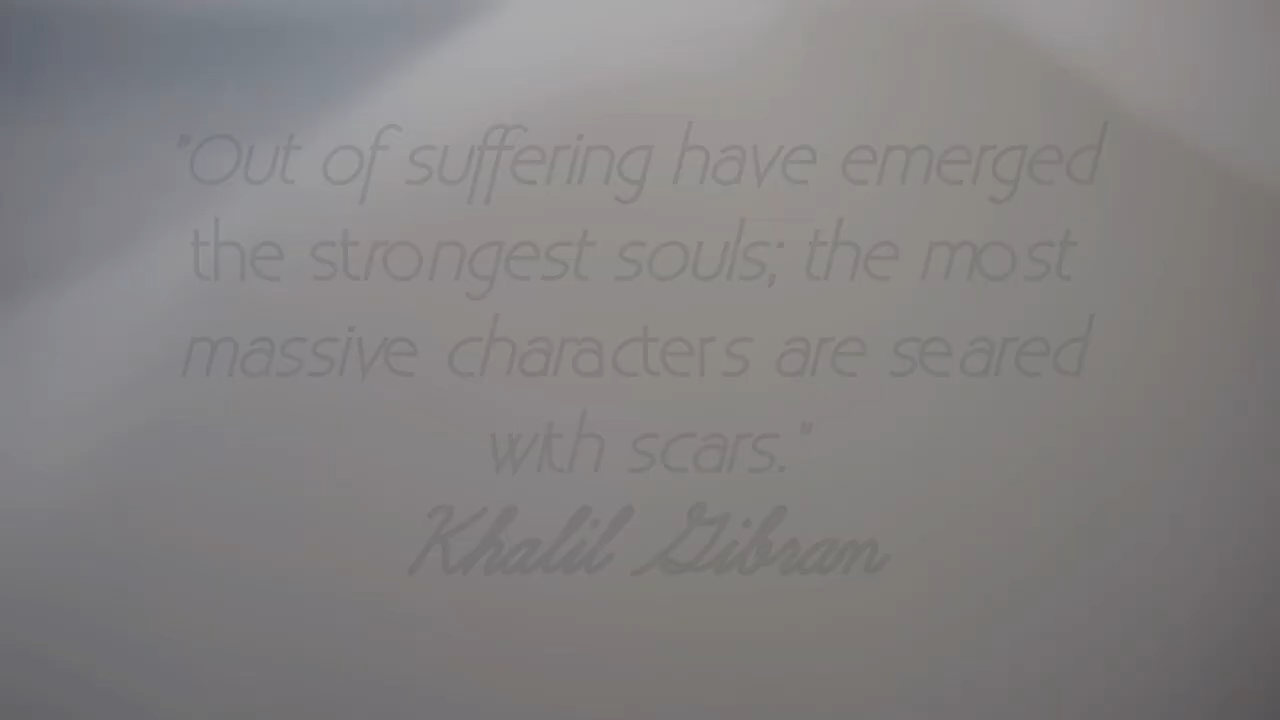 "Out of suffering have emerged
the strongest souls; the most
massive characters are seared
with scars."
Khalil Gibran